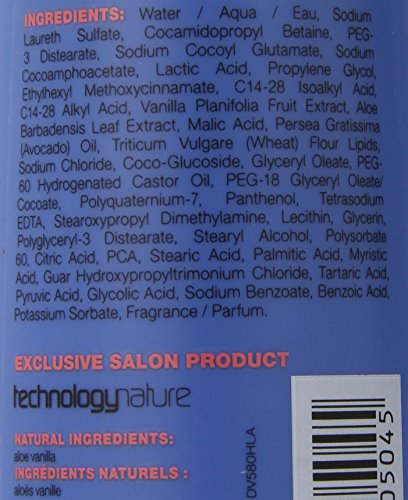 INGREDIENTS: Water / Aqua / Eau, Sodium
Laureth Sulfate, Cocamidopropyl Betaine, PEG-
3 Distearate, Sodium Cocoyl Glutamate, Sodium
Cocoamphoacetate, Lactic Acid, Propylene Glycol,
Ethylhexyl Methoxycinnamate, C14-28 Isoalkyl Acid,
C14-28 Alkyl Acid, Vanilla Planifolia Fruit Extract, Aloe
Barbadensis Leaf Extract, Malic Acid, Persea Gratissima
(Avocado) Oil, Triticum Vulgare (Wheat) Flour Lipids,
Sodium Chloride, Coco-Glucoside, Glyceryl Oleate, PEG-
60 Hydrogenated Castor Oil, PEG-18 Glyceryl Oleate/
Cocoate, Polyquaternium-7, Panthenol, Tetrasodium
EDTA, Stearoxypropyl Dimethylamine, Lecithin, Glycerin,
Polyglyceryl-3 Distearate, Stearyl Alcohol, Polysorbate
60, Citric Acid, PCA, Stearic Acid, Palmitic Acid, Myristic
Acid, Guar Hydroxypropyltrimonium Chloride, Tartaric Acid,
Pyruvic Acid, Glycolic Acid, Sodium Benzoate, Benzoic Acid,
Potassium Sorbate, Fragrance / Parfum.
EXCLUSIVE SALON PRODUCT
technologynature
NATURAL INGREDIENTS:
aloe vanilla
INGRÉDIENTS NATURELS :
aloès vanille
DV580HLA
05045